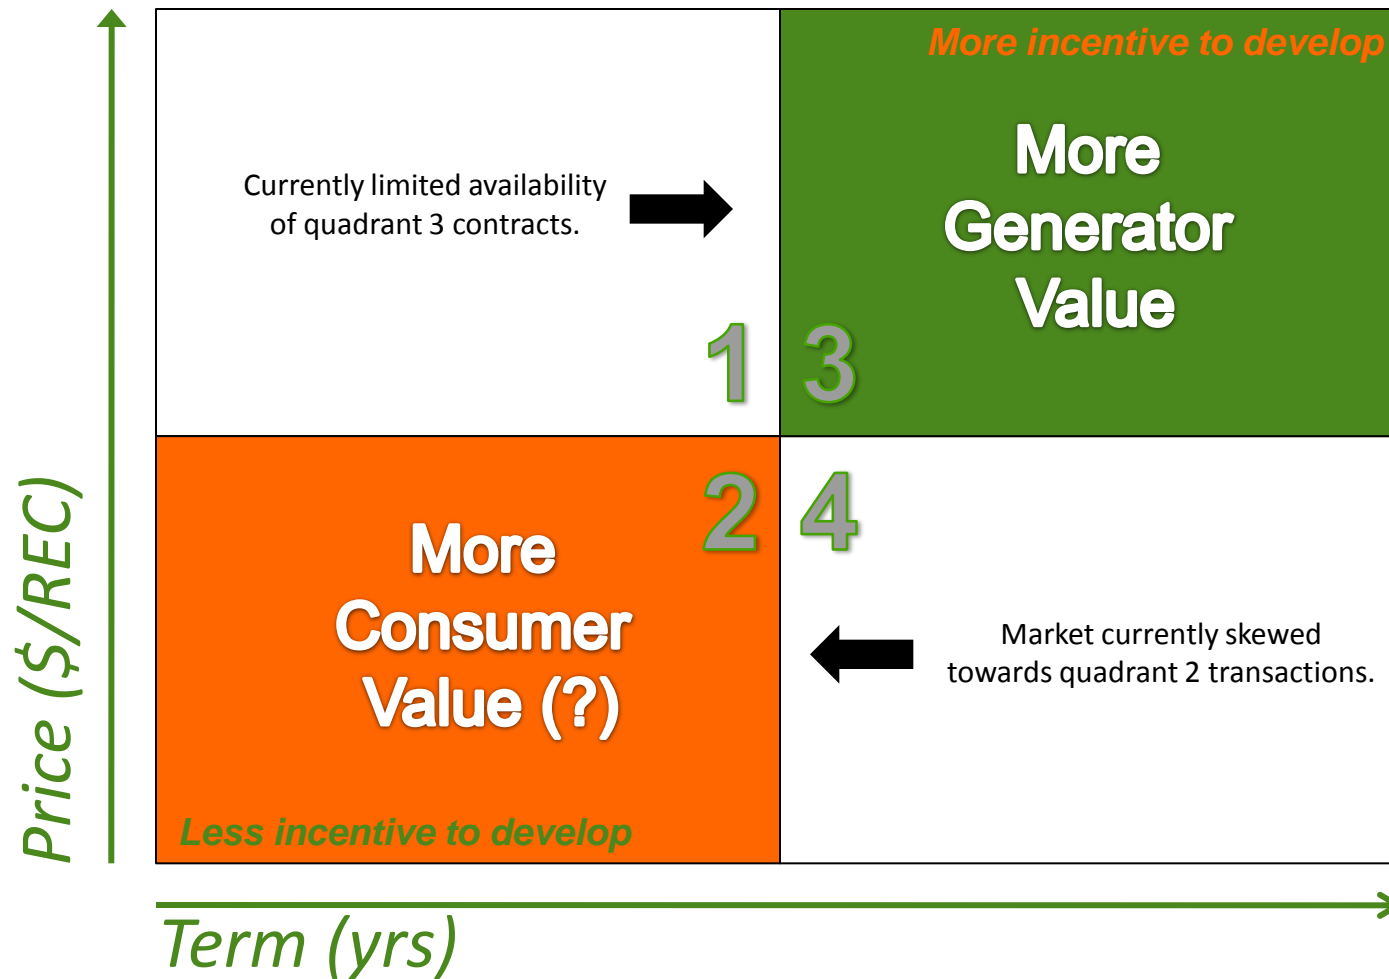 More incentive to develop
Currently limited availability
of quadrant 3 contracts.
More
Generator
Value
1
3
2
4
More
Consumer
Value (?)
Market currently skewed
towards quadrant 2 transactions.
Less incentive to develop
Price ($/REC)
Term (yrs)